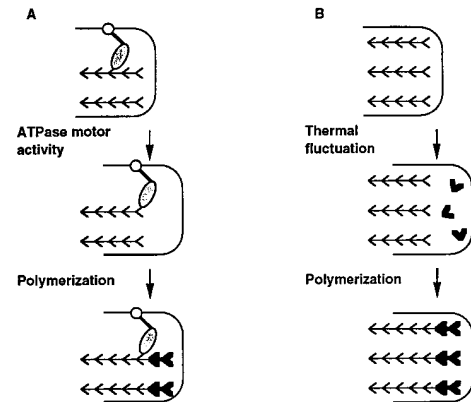 A
B
ATPase motor
activity
Thermal
fluctuation
Polymerization
Polymerization